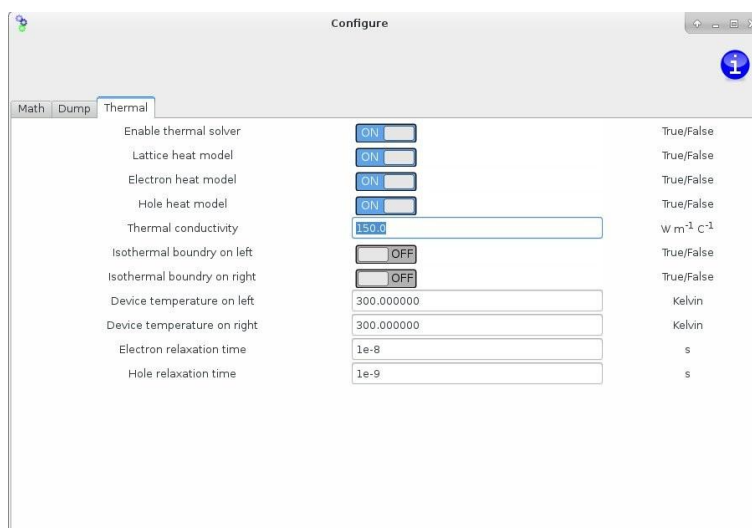 Configure
Math Dump Thermal
Enable thermal solver ON True/False
Lattice heat model ON True/False
Electron heat model ON True/False
Hole heat model ON True/False
Thermal conductivity 150.0 W m⁻¹ C⁻¹
Isothermal boundry on left OFF True/False
Isothermal boundry on right OFF True/False
Device temperature on left 300.000000 Kelvin
Device temperature on right 300.000000 Kelvin
Electron relaxation time 1e-8 s
Hole relaxation time 1e-9 s